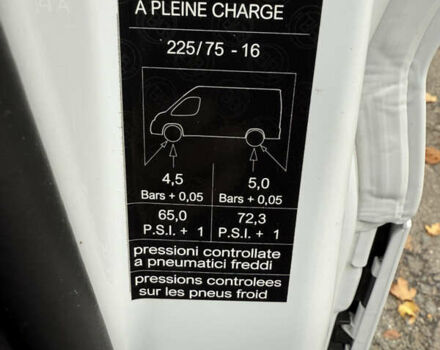 A PLEINE CHARGE
225/75 - 16
4,5 5,0
Bars + 0,05 Bars + 0,05
65,0 72,3
P.S.I. + 1 P.S.I. + 1
pressioni controllate
a pneumatici freddi
pressions controlees
sur les pneus froid